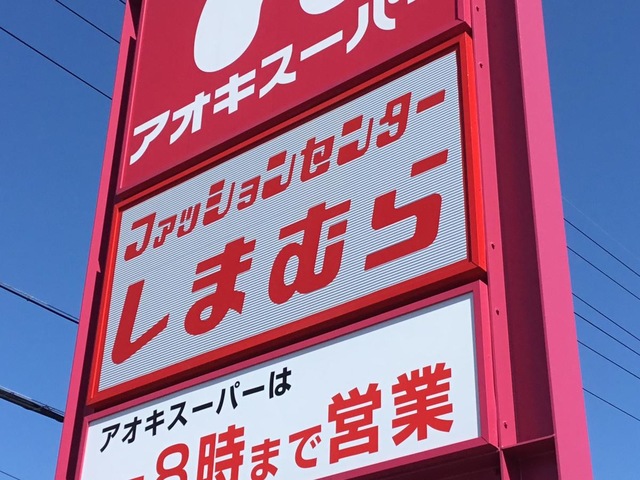 アオキスーパー
ファッションセンター
しまむら
アオキスーパーは
8時まで営業